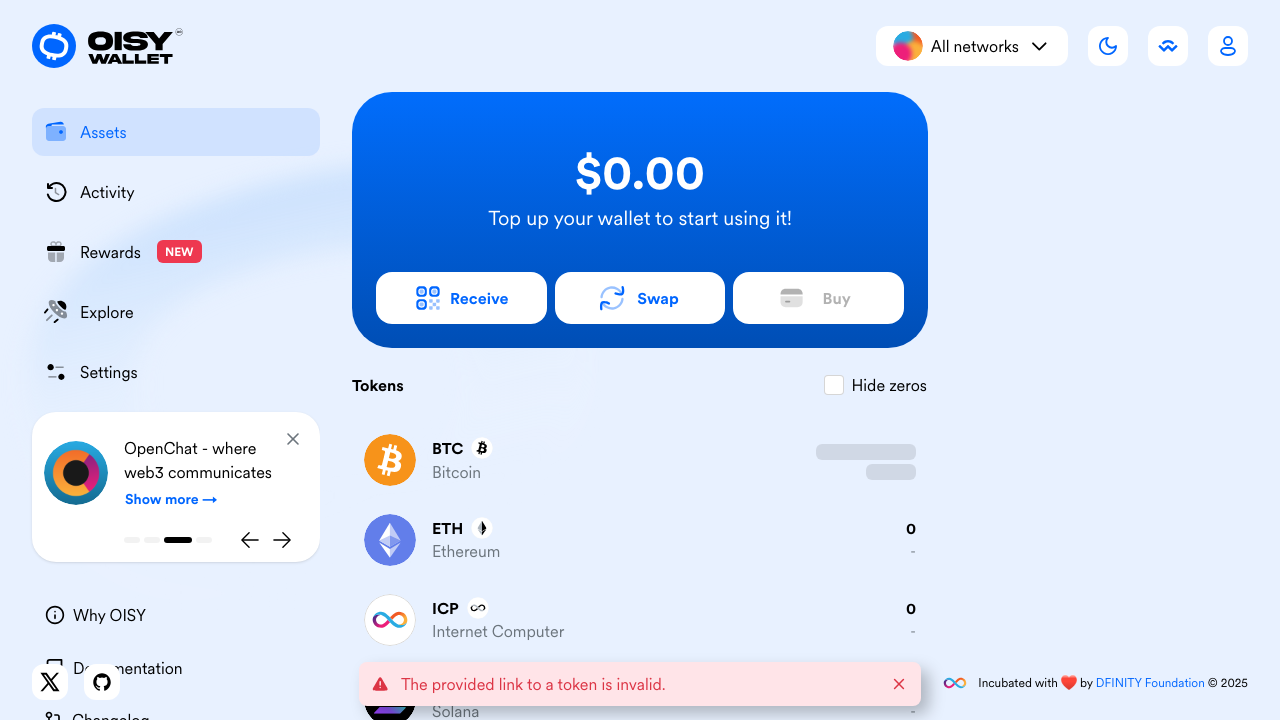 OISY
WALLET
All networks
Assets
Activity
Rewards NEW
Explore
Settings
OpenChat - where
web3 communicates
Show more →
Why OISY
Documentation
Changelog
$0.00
Top up your wallet to start using it!
Receive
Swap
Buy
Tokens
Hide zeros
BTC
Bitcoin
ETH
Ethereum
0
-
ICP
Internet Computer
0
-
The provided link to a token is invalid.
Solana
-
Incubated with ❤️ by DFINITY Foundation © 2025